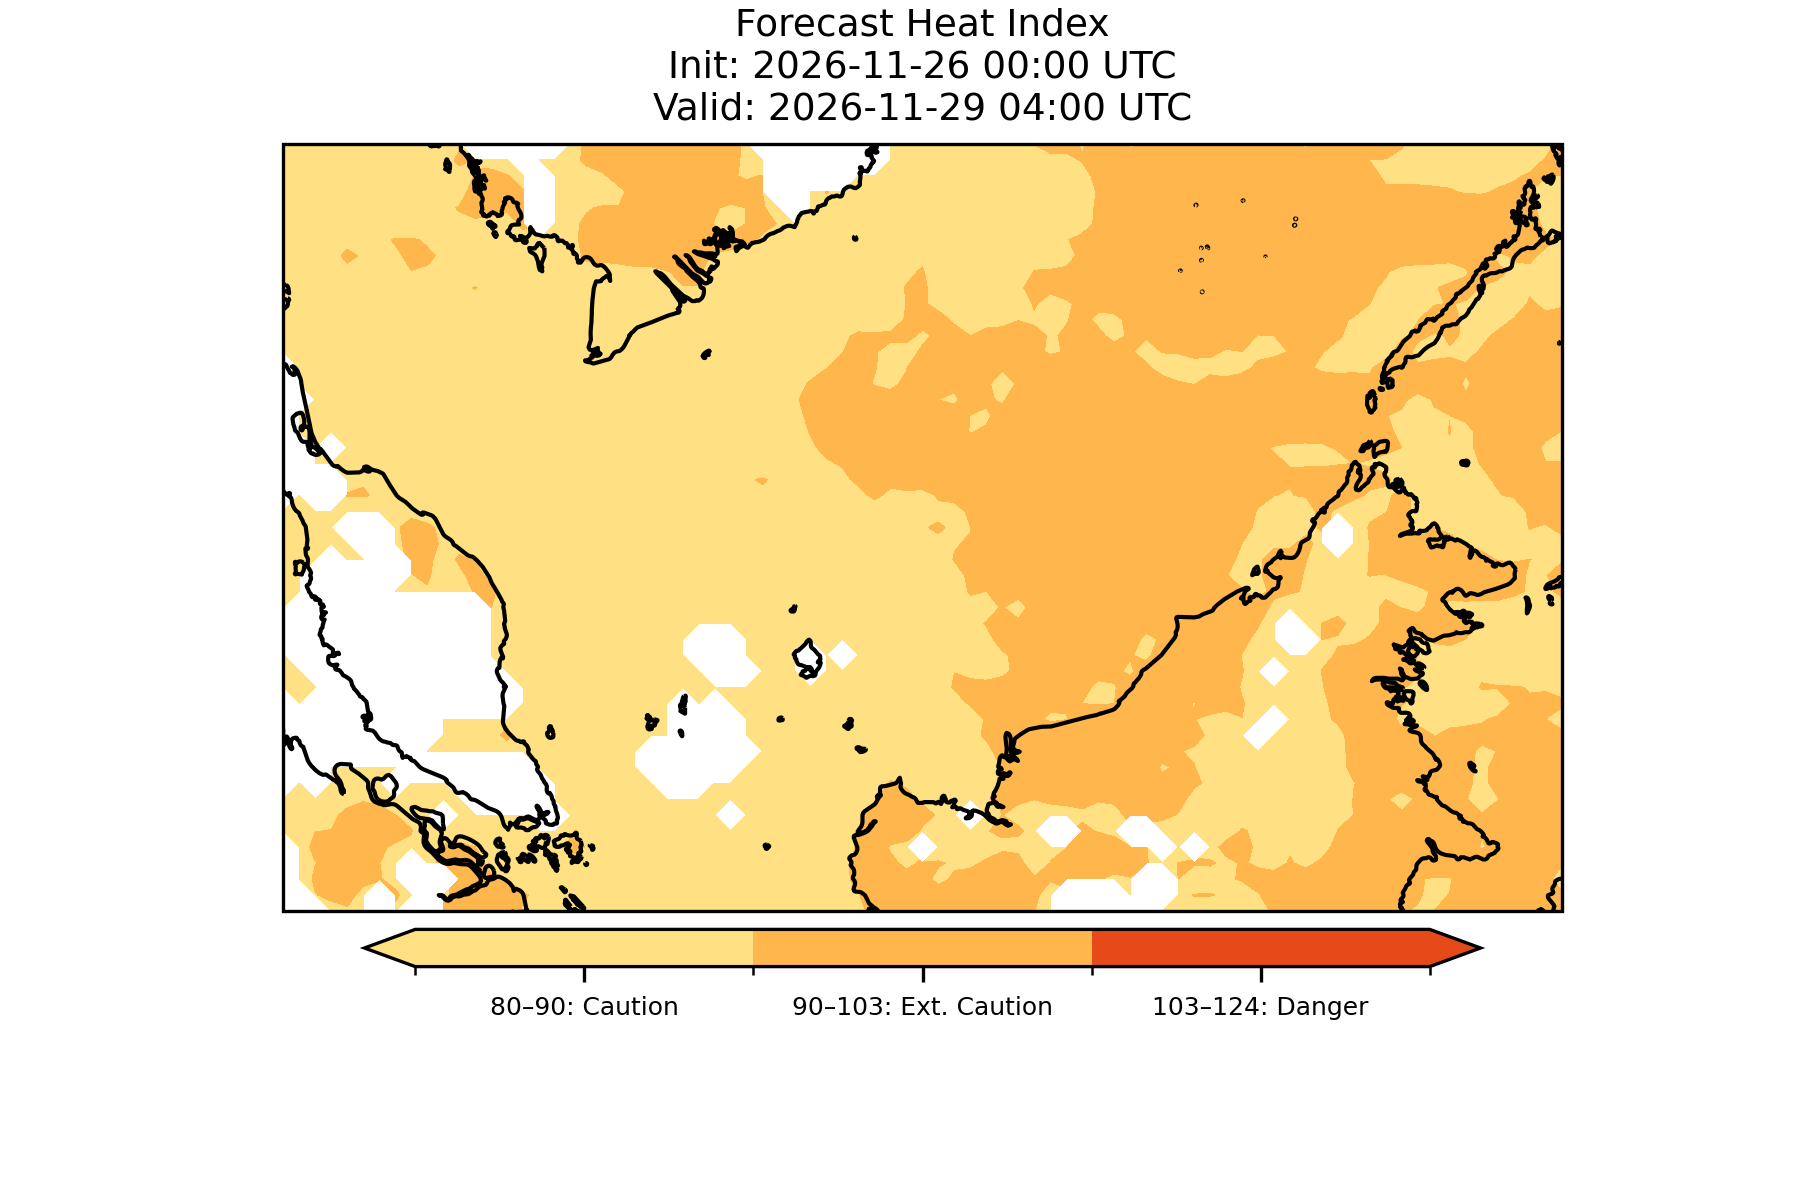 Forecast Heat Index
Init: 2026-11-26 00:00 UTC
Valid: 2026-11-29 04:00 UTC
80–90: Caution
90–103: Ext. Caution
103–124: Danger